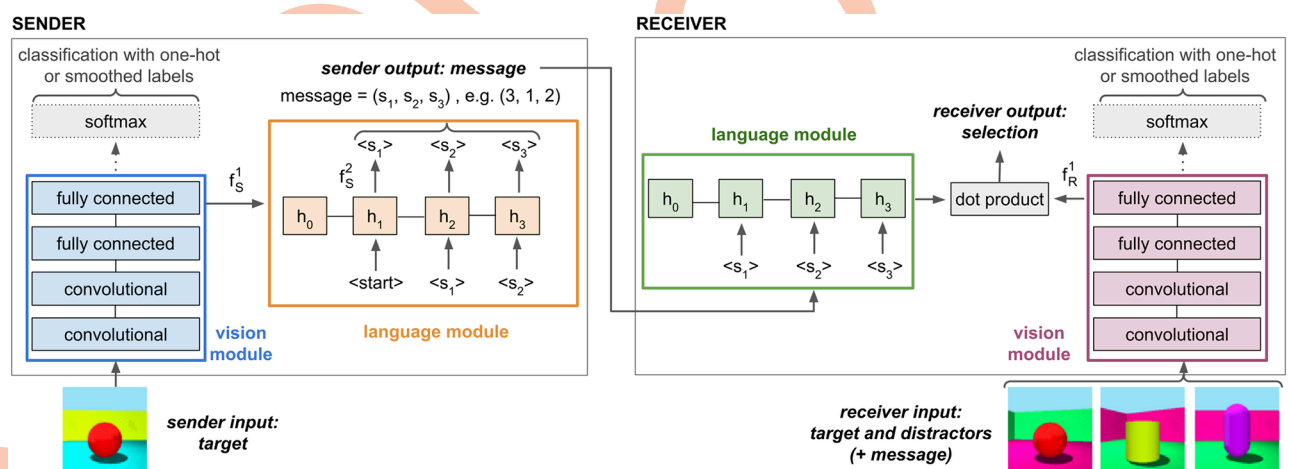 SENDER
classification with one-hot
or smoothed labels
softmax
fully connected
fully connected
convolutional
convolutional
vision
module
f_S^1
sender output: message
message = (s₁, s₂, s₃) , e.g. (3, 1, 2)
<s₁> <s₂> <s₃>
f_S^2
h₀ h₁ h₂ h₃
<start> <s₁> <s₂>
language module
sender input:
target
RECEIVER
language module
h₀ h₁ h₂ h₃
<s₁> <s₂> <s₃>
receiver output:
selection
dot product
f_R^1
classification with one-hot
or smoothed labels
softmax
fully connected
fully connected
convolutional
convolutional
vision
module
receiver input:
target and distractors
(+ message)